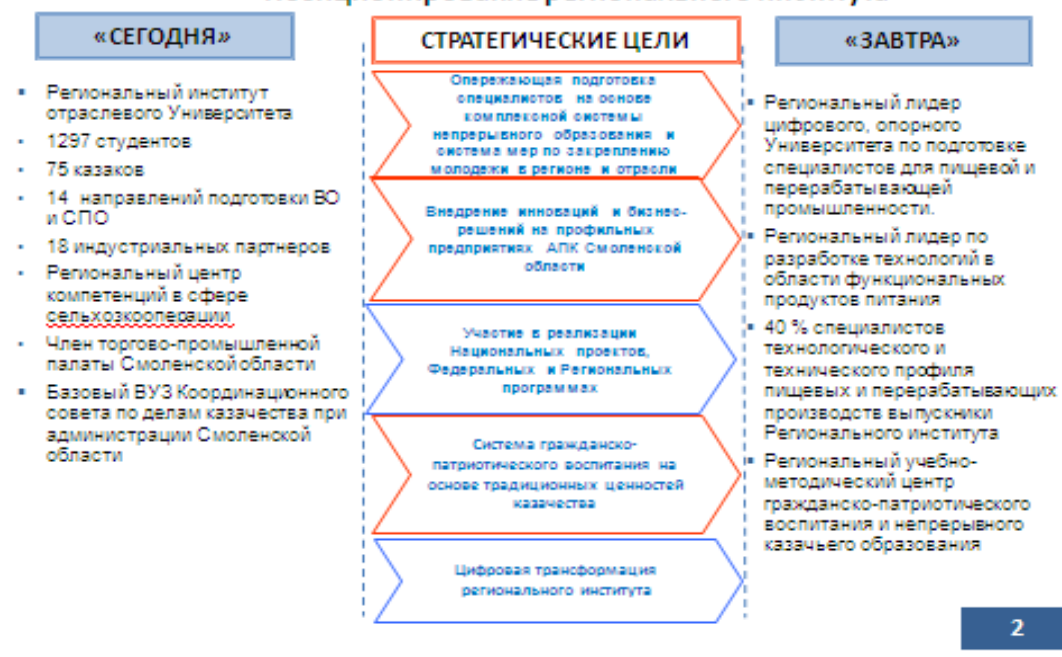 «СЕГОДНЯ»
▪ Региональный институт
отраслевого Университета
• 1297 студентов
• 75 казаков
• 14 направлений подготовки ВО
и СПО
• 18 индустриальных партнеров
• Региональный центр
компетенций в сфере
сельхозкооперации
• Член торгово-промышленной
палаты Смоленской области
▪ Базовый ВУЗ Координационного
совета по делам казачества при
администрации Смоленской
области
СТРАТЕГИЧЕСКИЕ ЦЕЛИ
Опережающая подготовка
специалистов на основе
комплексной системы
непрерывного образования и
система мер по закреплению
молодежи в регионе и отрасли
Внедрение инноваций и бизнес-
решений на профильных
предприятиях АПК Смоленской
области
Участие в реализации
Национальных проектов,
Федеральных и Региональных
программах
Система гражданско-
патриотического воспитания на
основе традиционных ценностей
казачества
Цифровая трансформация
регионального института
«ЗАВТРА»
▪ Региональный лидер
цифрового, опорного
Университета по подготовке
специалистов для пищевой и
перерабатывающей
промышленности.
▪ Региональный лидер по
разработке технологий в
области функциональных
продуктов питания
▪ 40 % специалистов
технологического и
технического профиля
пищевых и перерабатывающих
производств выпускники
Регионального института
▪ Региональный учебно-
методический центр
гражданско-патриотического
воспитания и непрерывного
казачьего образования
2